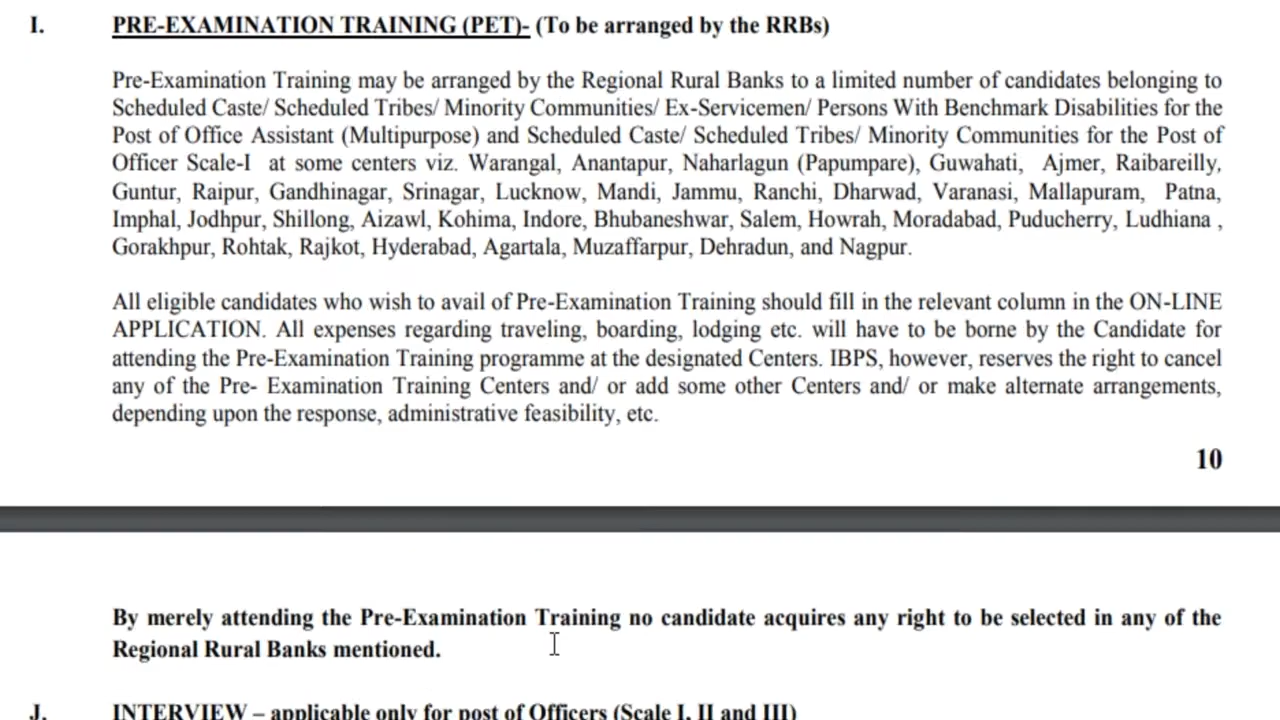 I. PRE-EXAMINATION TRAINING (PET)- (To be arranged by the RRBs)
Pre-Examination Training may be arranged by the Regional Rural Banks to a limited number of candidates belonging to
Scheduled Caste/ Scheduled Tribes/ Minority Communities/ Ex-Servicemen/ Persons With Benchmark Disabilities for the
Post of Office Assistant (Multipurpose) and Scheduled Caste/ Scheduled Tribes/ Minority Communities for the Post of
Officer Scale-I at some centers viz. Warangal, Anantapur, Naharlagun (Papumpare), Guwahati, Ajmer, Raibareilly,
Guntur, Raipur, Gandhinagar, Srinagar, Lucknow, Mandi, Jammu, Ranchi, Dharwad, Varanasi, Mallapuram, Patna,
Imphal, Jodhpur, Shillong, Aizawl, Kohima, Indore, Bhubaneshwar, Salem, Howrah, Moradabad, Puducherry, Ludhiana ,
Gorakhpur, Rohtak, Rajkot, Hyderabad, Agartala, Muzaffarpur, Dehradun, and Nagpur.
All eligible candidates who wish to avail of Pre-Examination Training should fill in the relevant column in the ON-LINE
APPLICATION. All expenses regarding traveling, boarding, lodging etc. will have to be borne by the Candidate for
attending the Pre-Examination Training programme at the designated Centers. IBPS, however, reserves the right to cancel
any of the Pre- Examination Training Centers and/ or add some other Centers and/ or make alternate arrangements,
depending upon the response, administrative feasibility, etc.
10
By merely attending the Pre-Examination Training no candidate acquires any right to be selected in any of the
Regional Rural Banks mentioned.
J. INTERVIEW – applicable only for post of Officers (Scale I, II and III)